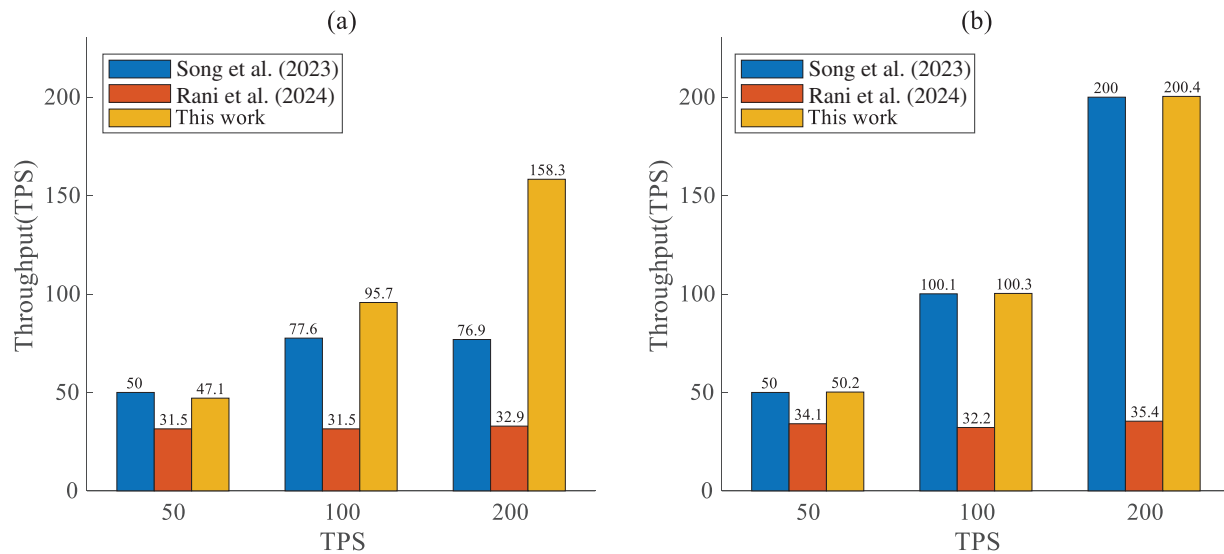 (a)
Song et al. (2023)
Rani et al. (2024)
This work
Throughput(TPS)
200
150
100
50
0
50
31.5
47.1
77.6
31.5
95.7
76.9
32.9
158.3
50
100
200
TPS
(b)
Song et al. (2023)
Rani et al. (2024)
This work
Throughput(TPS)
200
150
100
50
0
50
34.1
50.2
100.1
32.2
100.3
200
35.4
200.4
50
100
200
TPS